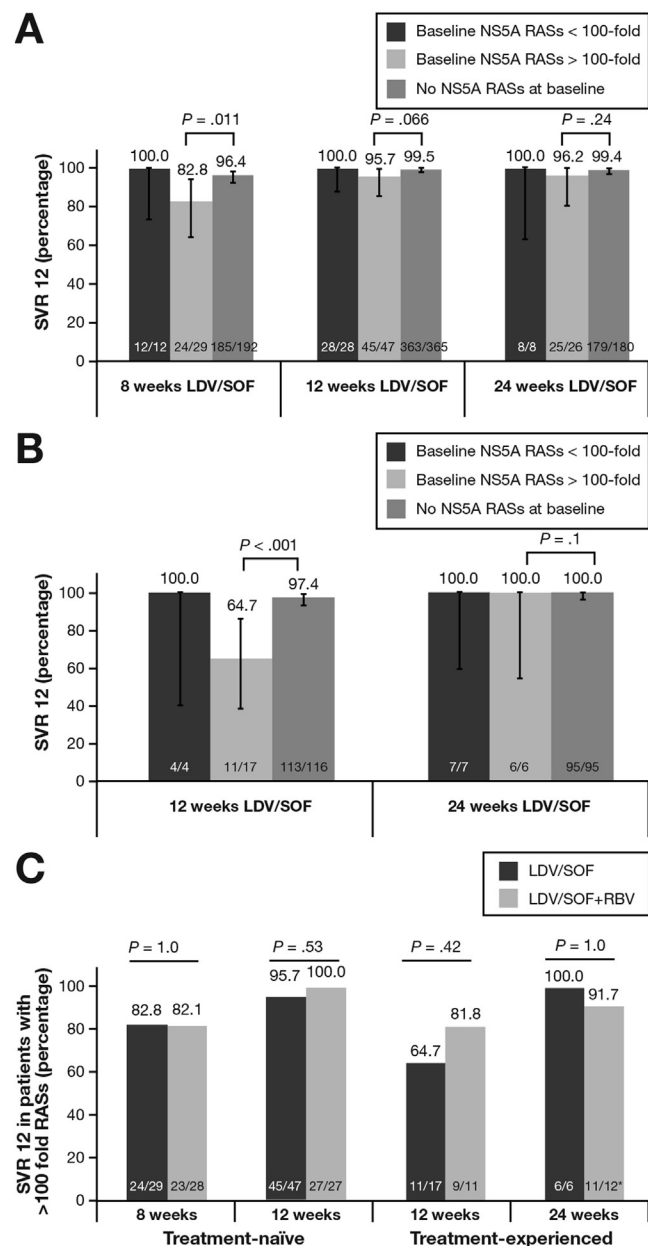 A
Baseline NS5A RASs < 100-fold
Baseline NS5A RASs > 100-fold
No NS5A RASs at baseline
P = .011
P = .066
P = .24
100.0
82.8
96.4
100.0
95.7
99.5
100.0
96.2
99.4
SVR 12 (percentage)
100
80
60
40
20
0
12/12
24/29
185/192
28/28
45/47
363/365
8/8
25/26
179/180
8 weeks LDV/SOF
12 weeks LDV/SOF
24 weeks LDV/SOF
B
Baseline NS5A RASs < 100-fold
Baseline NS5A RASs > 100-fold
No NS5A RASs at baseline
P < .001
P = .1
100.0
64.7
97.4
100.0
100.0
100.0
SVR 12 (percentage)
100
80
60
40
20
0
4/4
11/17
113/116
7/7
6/6
95/95
12 weeks LDV/SOF
24 weeks LDV/SOF
C
LDV/SOF
LDV/SOF+RBV
P = 1.0
P = .53
P = .42
P = 1.0
82.8
82.1
95.7
100.0
64.7
81.8
100.0
91.7
SVR 12 in patients with
>100 fold RASs (percentage)
100
80
60
40
20
0
24/29
23/28
45/47
27/27
11/17
9/11
6/6
11/12*
8 weeks
12 weeks
12 weeks
24 weeks
Treatment-naïve
Treatment-experienced